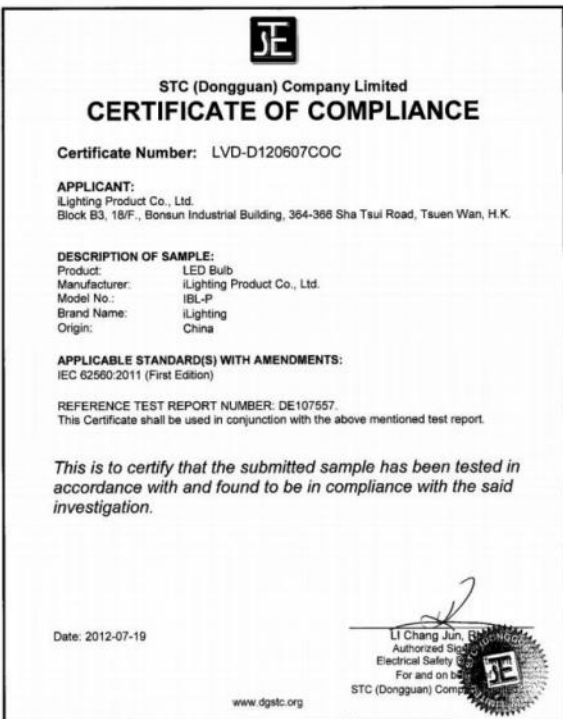 STC (Dongguan) Company Limited
CERTIFICATE OF COMPLIANCE
Certificate Number: LVD-D120607COC
APPLICANT:
iLighting Product Co., Ltd.
Block B3, 18/F., Bonsun Industrial Building, 364-366 Sha Tsui Road, Tsuen Wan, H.K.
DESCRIPTION OF SAMPLE:
Product: LED Bulb
Manufacturer: iLighting Product Co., Ltd.
Model No.: IBL-P
Brand Name: iLighting
Origin: China
APPLICABLE STANDARD(S) WITH AMENDMENTS:
IEC 62560:2011 (First Edition)
REFERENCE TEST REPORT NUMBER: DE107557.
This Certificate shall be used in conjunction with the above mentioned test report.
This is to certify that the submitted sample has been tested in
accordance with and found to be in compliance with the said
investigation.
Date: 2012-07-19
LI Chang Jun,
Authorized
Electrical Safety
For and on
STC (Dongguan)
www.dgstc.org